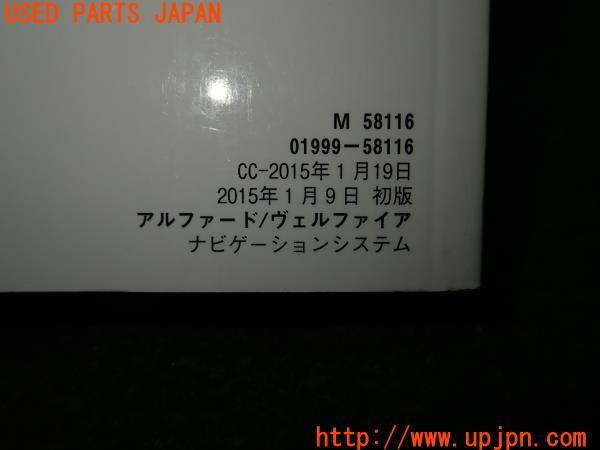 USED PARTS JAPAN
M 58116
01999-58116
CC-2015年1月19日
2015年1月9日 初版
アルファード/ヴェルファイア
ナビゲーションシステム
http://www.upjpn.com